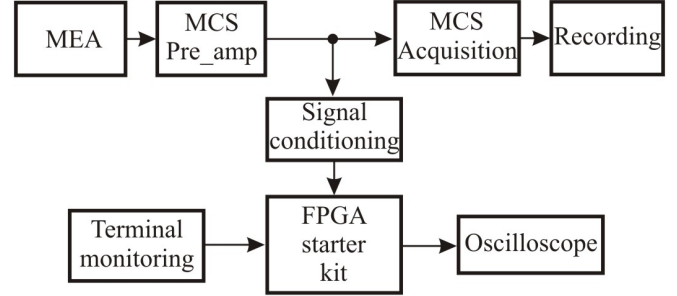 MEA
MCS
Pre_amp
MCS
Acquisition
Recording
Signal
conditioning
Terminal
monitoring
FPGA
starter
kit
Oscilloscope